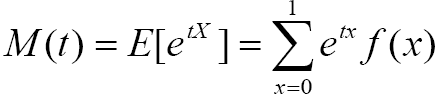 M(t) = E[e^{tX}] = \sum_{x=0}^{1} e^{tx} f(x)